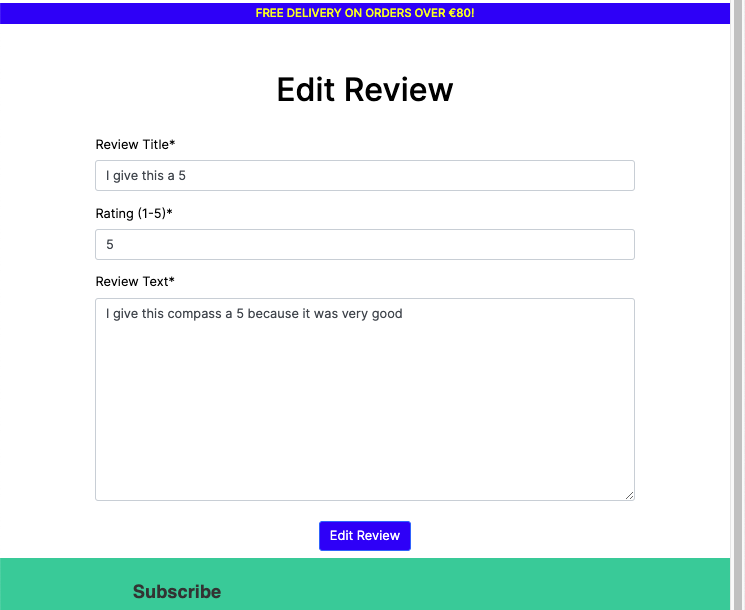 FREE DELIVERY ON ORDERS OVER €80!
Edit Review
Review Title*
I give this a 5
Rating (1-5)*
5
Review Text*
I give this compass a 5 because it was very good
Edit Review
Subscribe